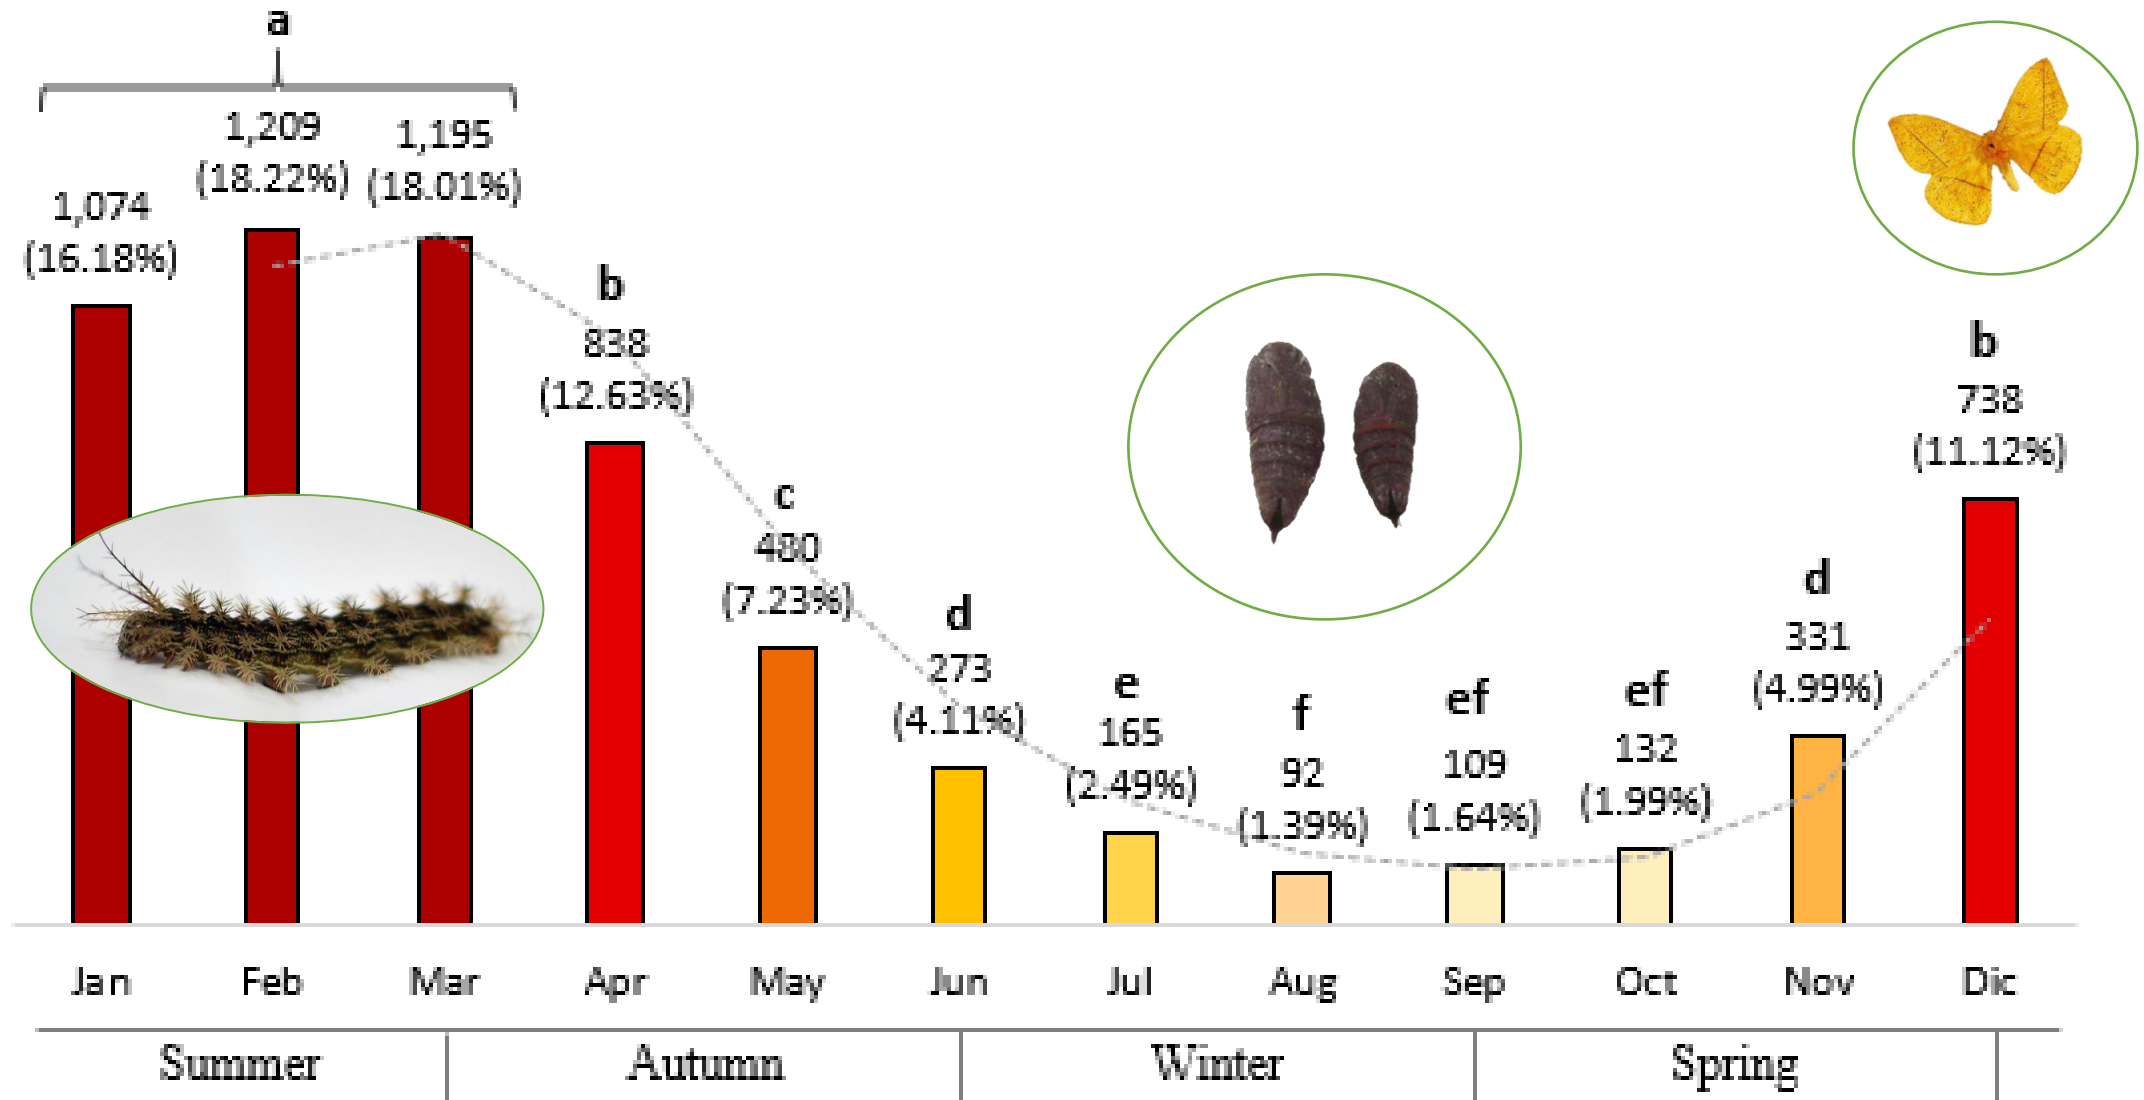 a
1,074
(16.18%)
1,209
(18.22%)
1,195
(18.01%)
b
838
(12.63%)
c
480
(7.23%)
d
273
(4.11%)
e
165
(2.49%)
f
92
(1.39%)
ef
109
(1.64%)
ef
132
(1.99%)
d
331
(4.99%)
b
738
(11.12%)
Jan Feb Mar Apr May Jun Jul Aug Sep Oct Nov Dic
Summer Autumn Winter Spring